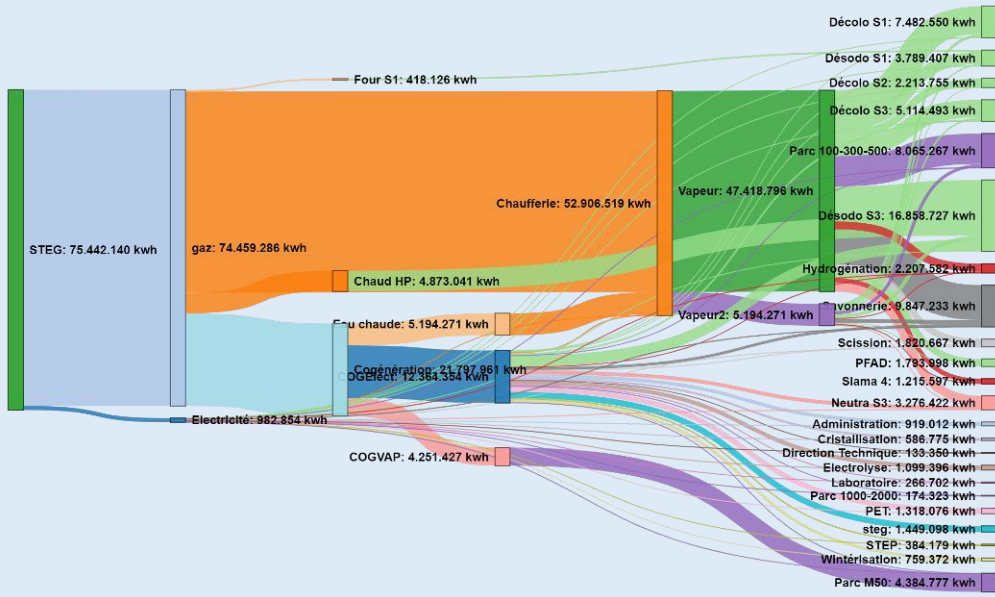 STEG: 75.442.140 kwh
gaz: 74.459.286 kwh
Electricité: 982.854 kwh
Four S1: 418.126 kwh
Chaud HP: 4.873.041 kwh
Cogénération: 21.797.961 kwh
Eau chaude: 5.194.271 kwh
COGElect: 12.364.354 kwh
COGVAP: 4.251.427 kwh
Chaufferie: 52.906.519 kwh
Vapeur: 47.418.796 kwh
Vapeur2: 5.194.271 kwh
Décolo S1: 7.482.550 kwh
Désodo S1: 3.789.407 kwh
Décolo S2: 2.213.755 kwh
Décolo S3: 5.114.493 kwh
Parc 100-300-500: 8.065.267 kwh
Désodo S3: 16.858.727 kwh
Hydrogénation: 2.207.582 kwh
Savonnerie: 9.847.233 kwh
Scission: 1.820.667 kwh
PFAD: 1.793.998 kwh
Slama 4: 1.215.597 kwh
Neutra S3: 3.276.422 kwh
Administration: 919.012 kwh
Cristallisation: 586.775 kwh
Direction Technique: 133.350 kwh
Electrolyse: 1.099.396 kwh
Laboratoire: 266.702 kwh
Parc 1000-2000: 174.323 kwh
PET: 1.318.076 kwh
steg: 1.449.098 kwh
STEP: 384.179 kwh
Wintérisation: 759.372 kwh
Parc M50: 4.384.777 kwh